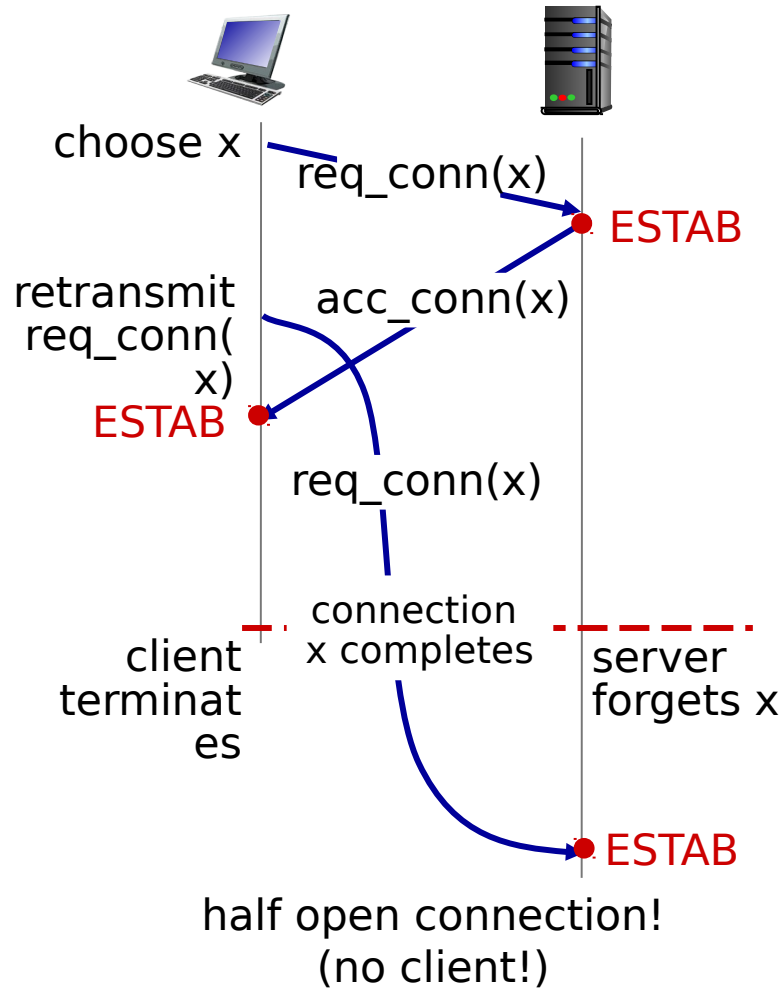 choose x
req_conn(x)
ESTAB
retransmit
req_conn(
x)
acc_conn(x)
ESTAB
req_conn(x)
connection
x completes
client
terminat
es
server
forgets x
ESTAB
half open connection!
(no client!)